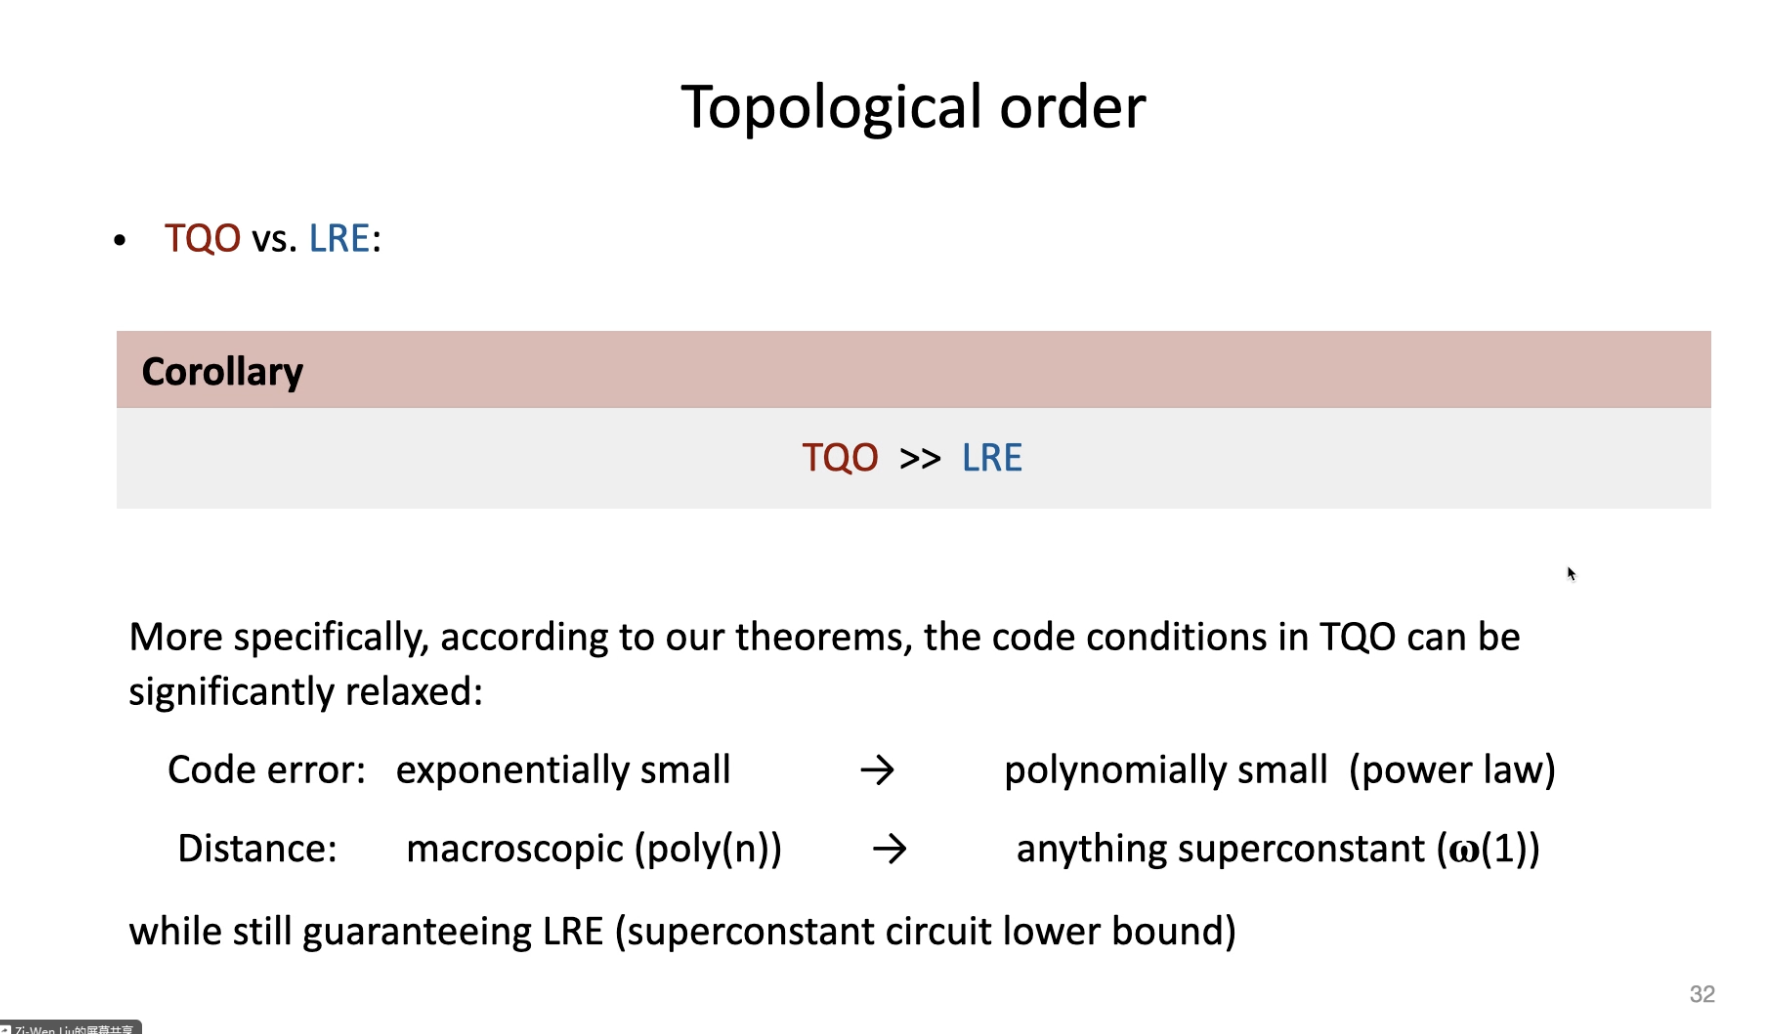 Topological order
• TQO vs. LRE:
Corollary
TQO >> LRE
More specifically, according to our theorems, the code conditions in TQO can be
significantly relaxed:
Code error: exponentially small → polynomially small (power law)
Distance: macroscopic (poly(n)) → anything superconstant (ω(1))
while still guaranteeing LRE (superconstant circuit lower bound)
32
Zi-Wen Liu的屏幕共享